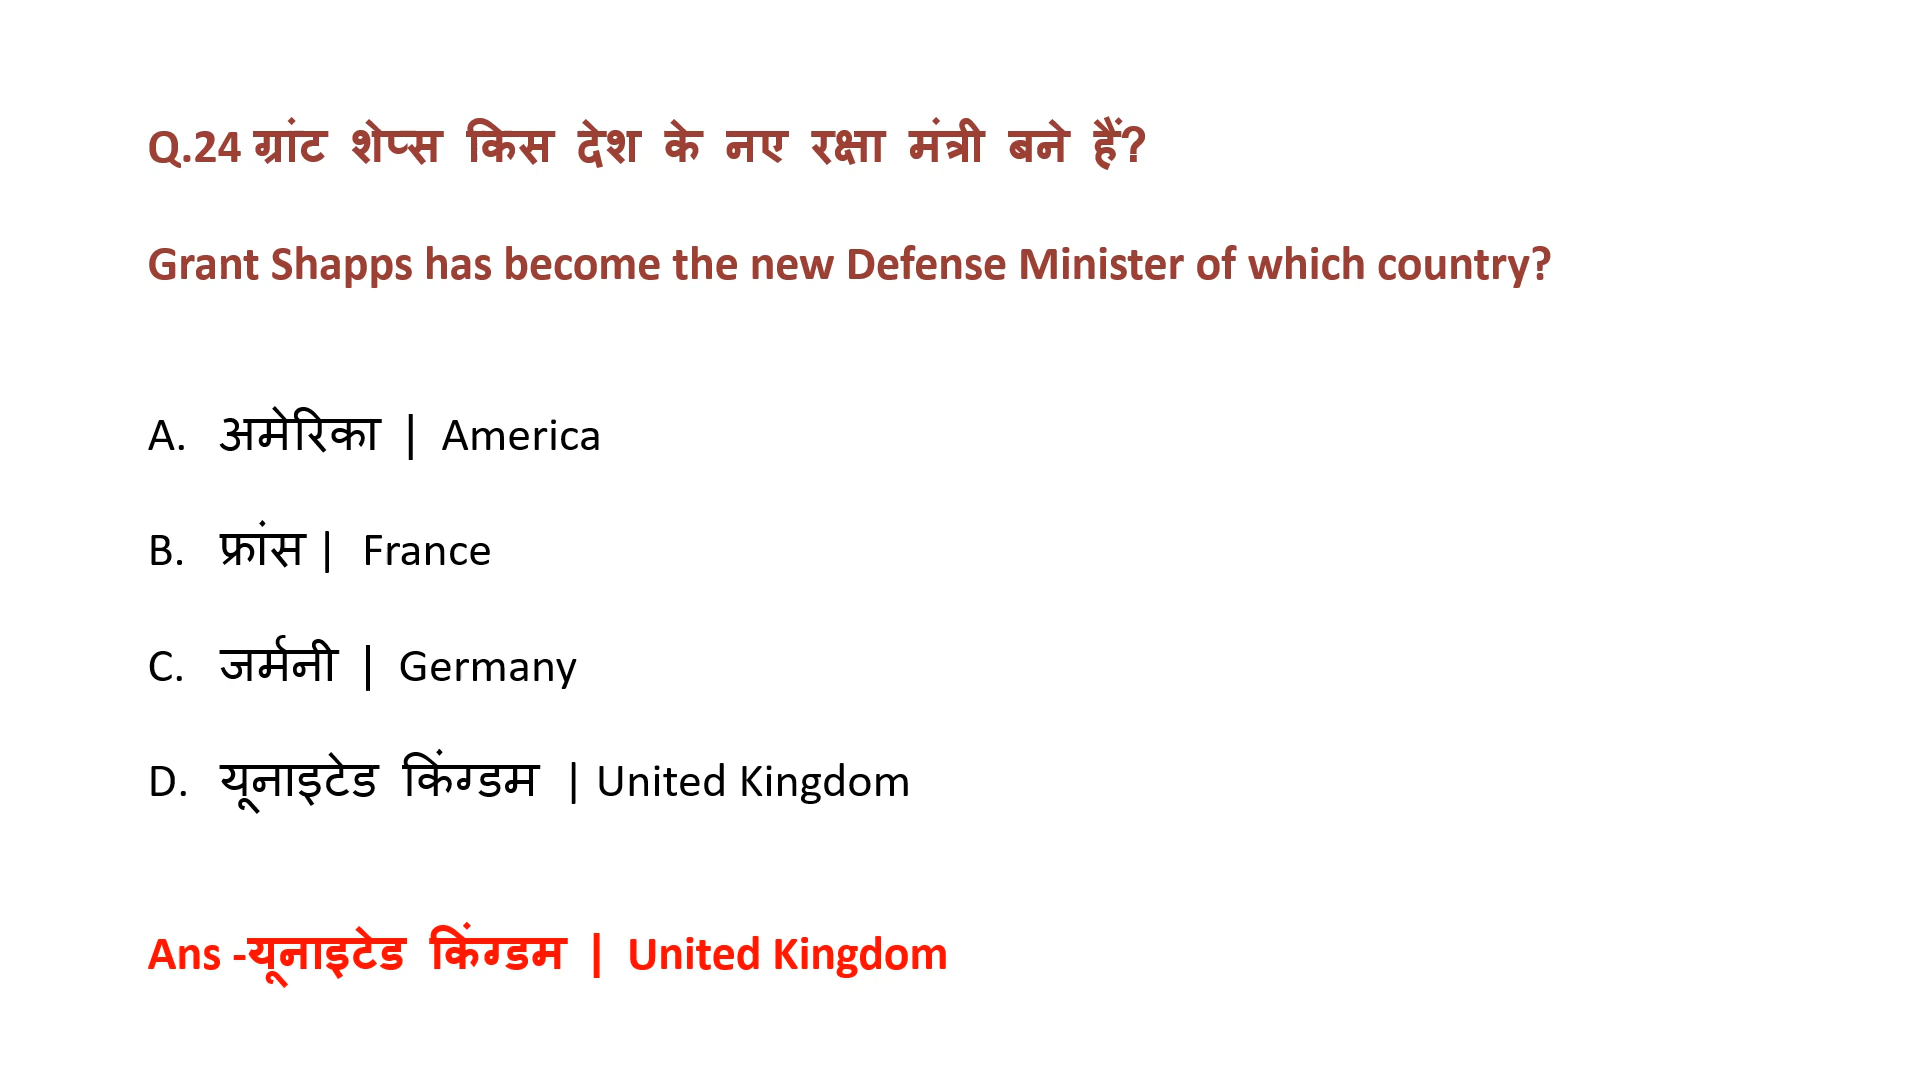 Q.24 ग्रांट शेप्स किस देश के नए रक्षा मंत्री बने हैं?
Grant Shapps has become the new Defense Minister of which country?
A. अमेरिका | America
B. फ्रांस | France
C. जर्मनी | Germany
D. यूनाइटेड किंग्डम | United Kingdom
Ans -यूनाइटेड किंग्डम | United Kingdom